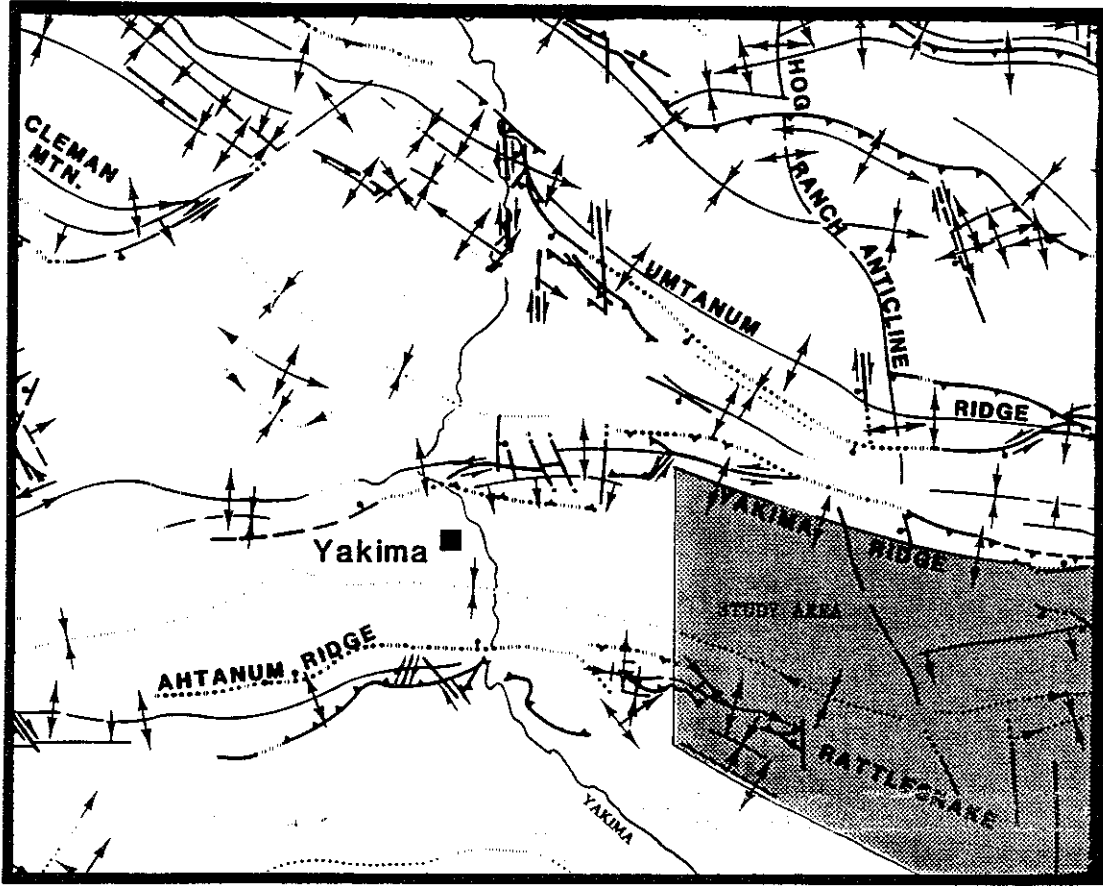 CLEMAN
MTN.
HOG
RANCH
ANTICLINE
UMTANUM
RIDGE
Yakima
YAKIMA
RIDGE
STUDY AREA
AHTANUM RIDGE
RATTLESNAKE
YAKIMA